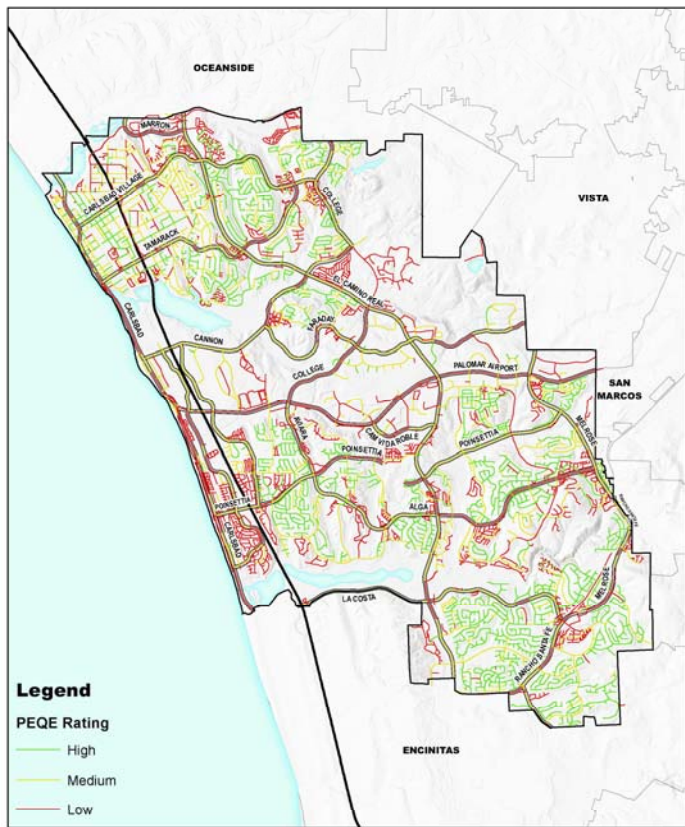 OCEANSIDE
MARRON
VISTA
CARLSBAD VILLAGE
COLLEGE
TAMARACK
EL CAMINO REAL
CARLSBAD
FARADAY
CANNON
COLLEGE
PALOMAR AIRPORT
SAN
MARCOS
AVIARA
CAM VIDA ROBLE
MELROSE
POINSETTIA
POINSETTIA
ALGA
POINSETTIA
CARLSBAD
LA COSTA
MELROSE
RANCHO SANTA FE
Legend
PEQE Rating
High
Medium
Low
ENCINITAS